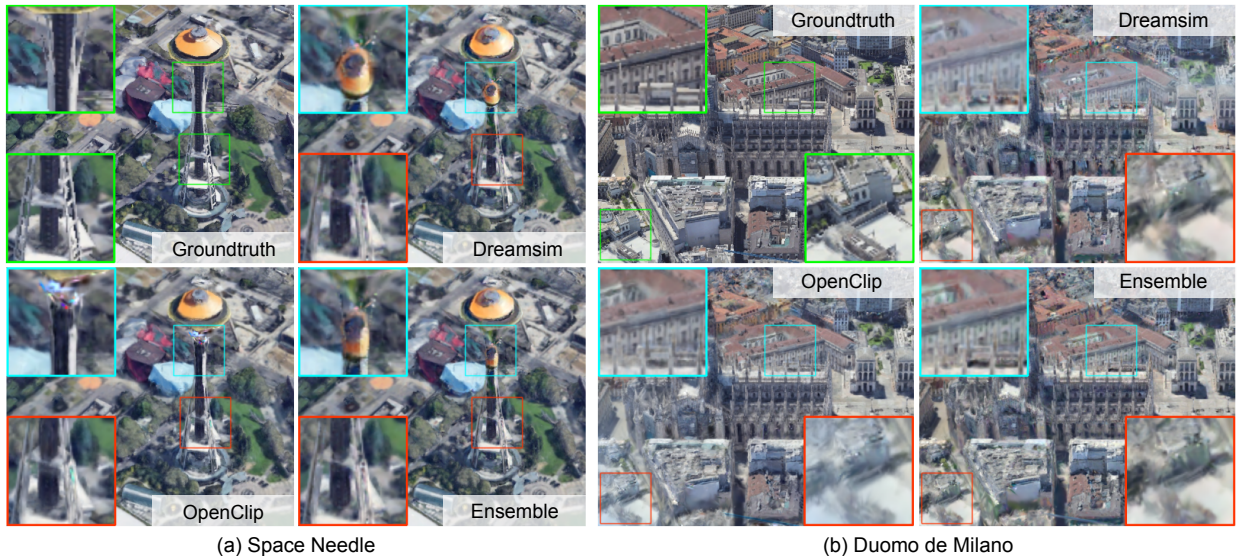 Groundtruth
Dreamsim
Groundtruth
Dreamsim
OpenClip
Ensemble
OpenClip
Ensemble
(a) Space Needle
(b) Duomo de Milano